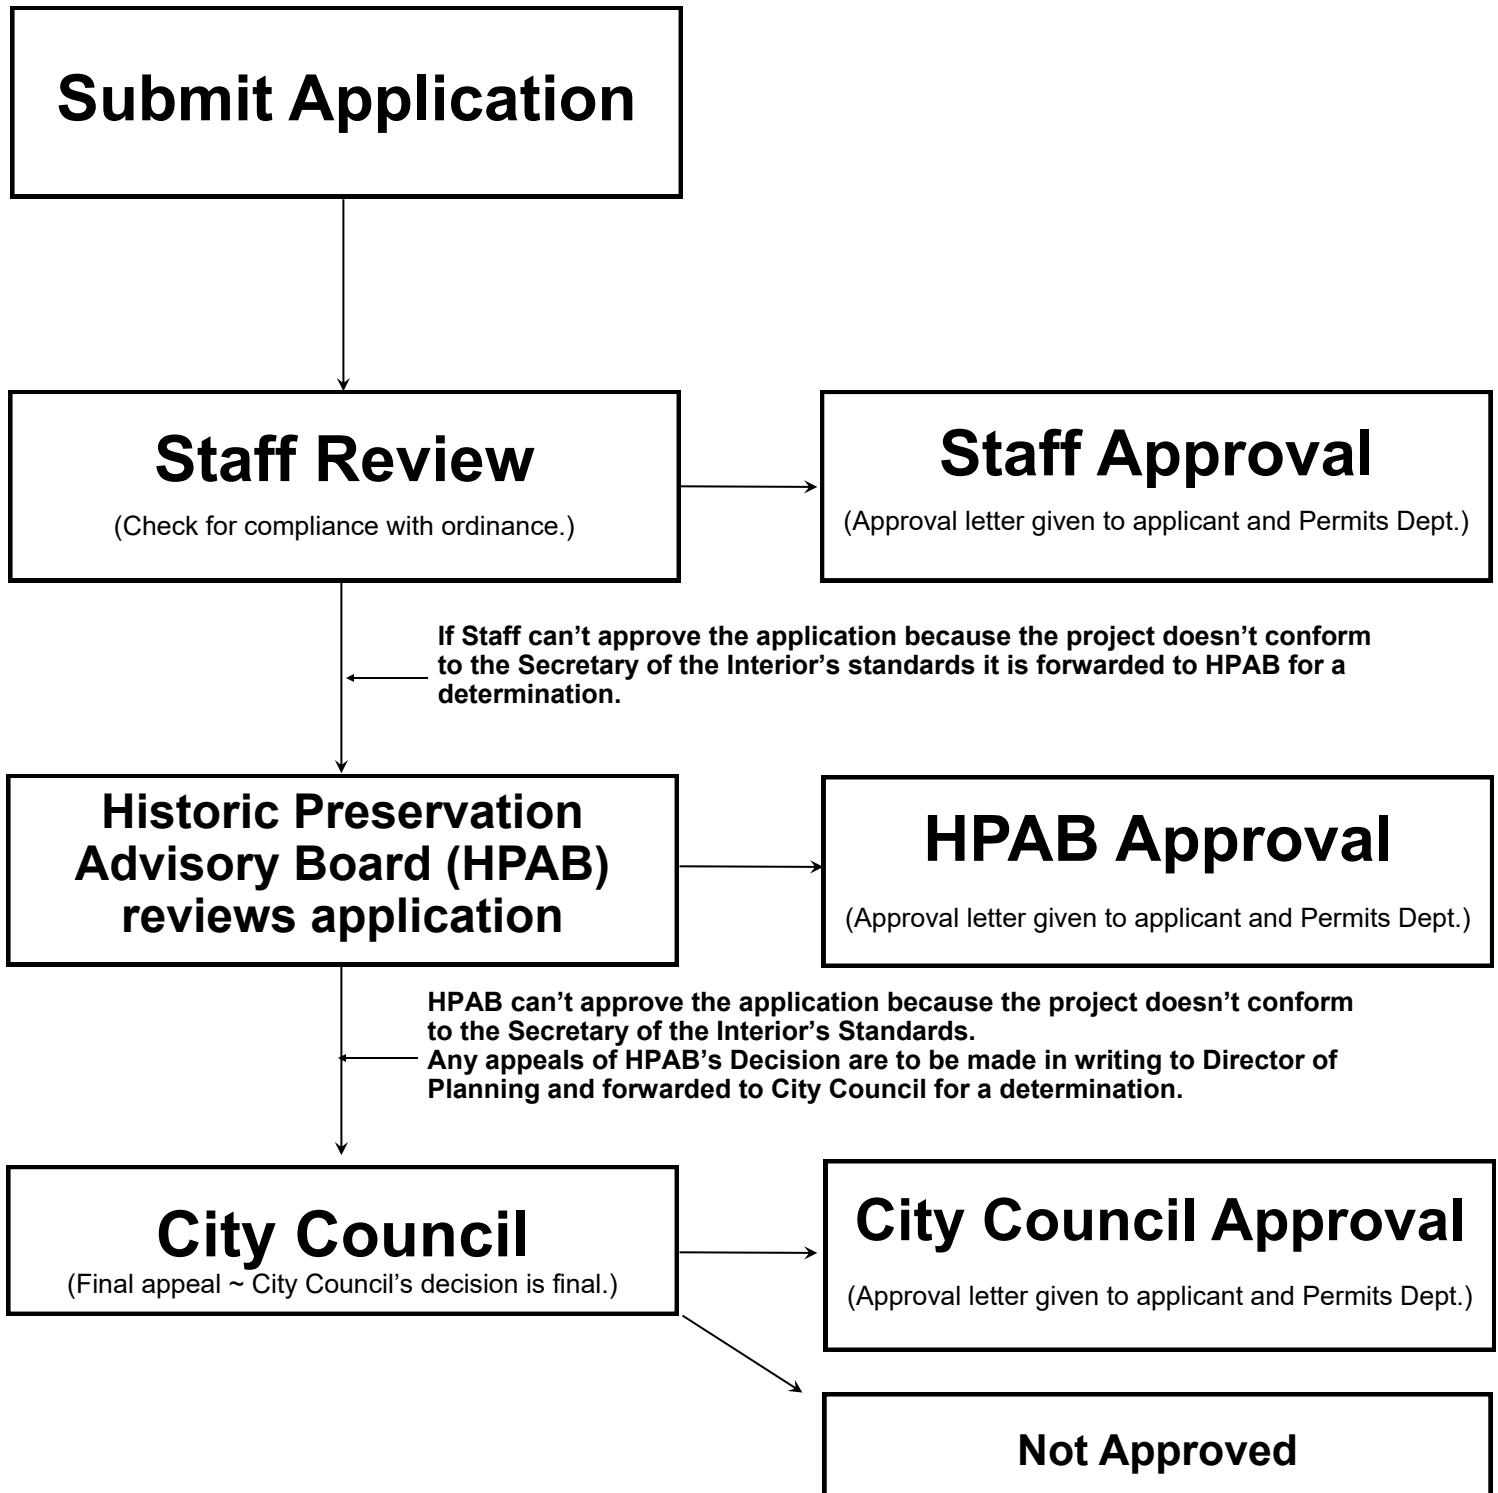 Submit Application
Staff Review
(Check for compliance with ordinance.)
Staff Approval
(Approval letter given to applicant and Permits Dept.)
If Staff can’t approve the application because the project doesn’t conform
to the Secretary of the Interior’s standards it is forwarded to HPAB for a
determination.
Historic Preservation
Advisory Board (HPAB)
reviews application
HPAB Approval
(Approval letter given to applicant and Permits Dept.)
HPAB can’t approve the application because the project doesn’t conform
to the Secretary of the Interior’s Standards.
Any appeals of HPAB’s Decision are to be made in writing to Director of
Planning and forwarded to City Council for a determination.
City Council
(Final appeal ~ City Council’s decision is final.)
City Council Approval
(Approval letter given to applicant and Permits Dept.)
Not Approved